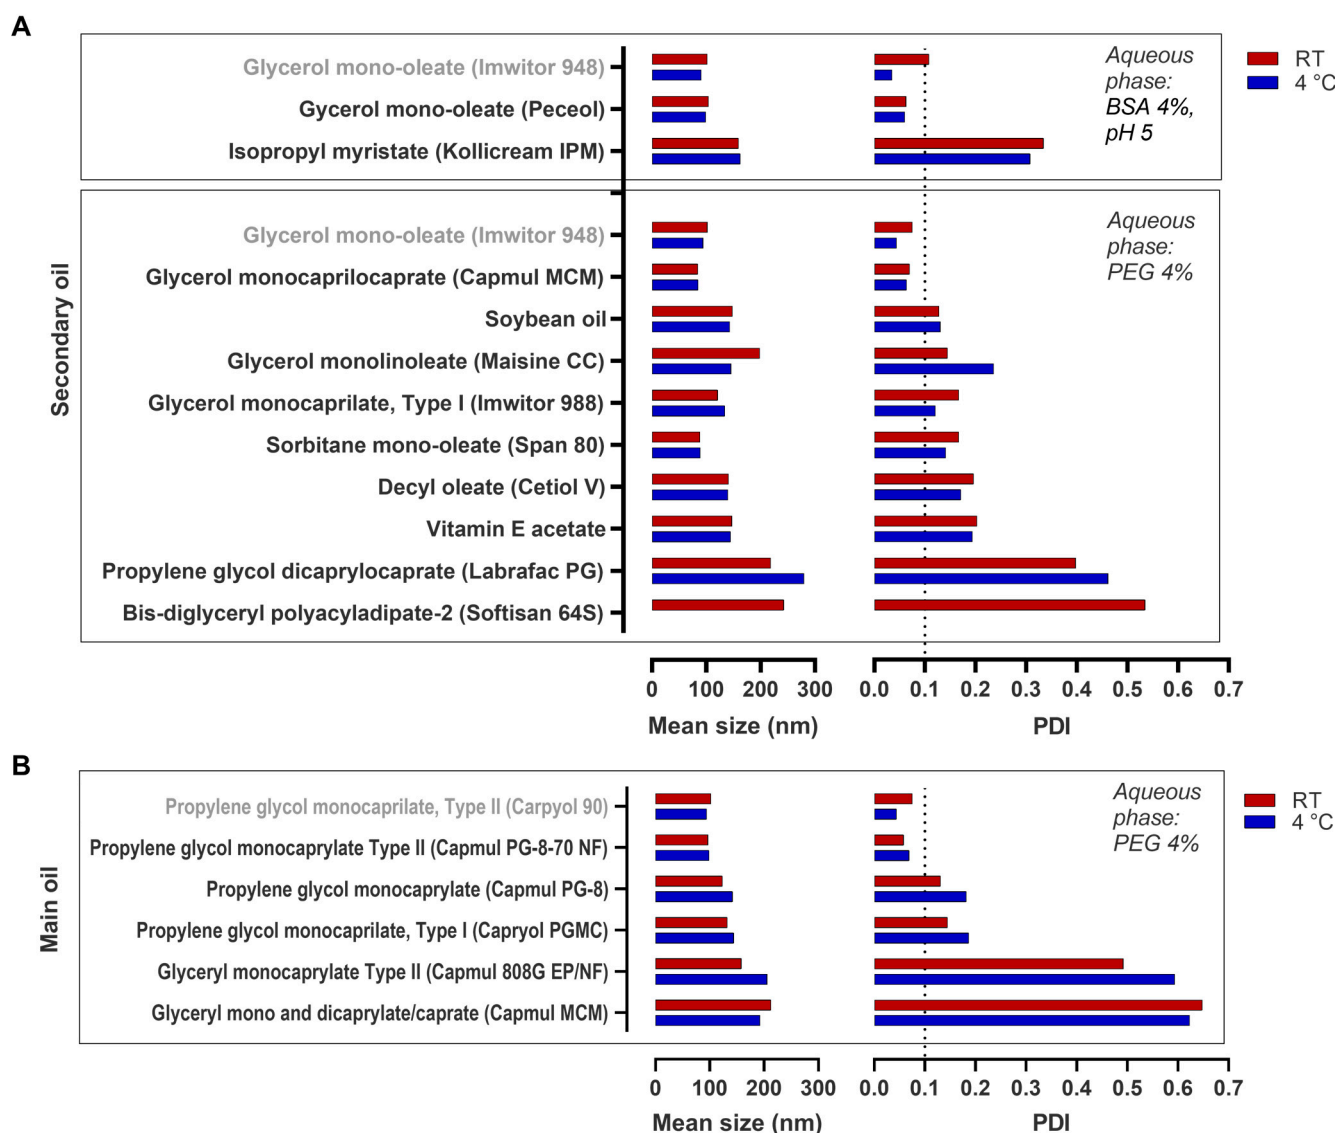 A
Glycerol mono-oleate (Imwitor 948)
Gycerol mono-oleate (Peceol)
Isopropyl myristate (Kollicream IPM)
Aqueous
phase:
BSA 4%,
pH 5
RT
4 °C
Secondary oil
Glycerol mono-oleate (Imwitor 948)
Glycerol monocaprilocaprate (Capmul MCM)
Soybean oil
Glycerol monolinoleate (Maisine CC)
Glycerol monocaprilate, Type I (Imwitor 988)
Sorbitane mono-oleate (Span 80)
Decyl oleate (Cetiol V)
Vitamin E acetate
Propylene glycol dicaprylocaprate (Labrafac PG)
Bis-diglyceryl polyacyladipate-2 (Softisan 64S)
Aqueous
phase:
PEG 4%
0 100 200 300
Mean size (nm)
0.0 0.1 0.2 0.3 0.4 0.5 0.6 0.7
PDI
B
Main oil
Propylene glycol monocaprilate, Type II (Carpyol 90)
Propylene glycol monocaprylate Type II (Capmul PG-8-70 NF)
Propylene glycol monocaprylate (Capmul PG-8)
Propylene glycol monocaprilate, Type I (Capryol PGMC)
Glyceryl monocaprylate Type II (Capmul 808G EP/NF)
Glyceryl mono and dicaprylate/caprate (Capmul MCM)
Aqueous
phase:
PEG 4%
RT
4 °C
0 100 200 300
Mean size (nm)
0.0 0.1 0.2 0.3 0.4 0.5 0.6 0.7
PDI